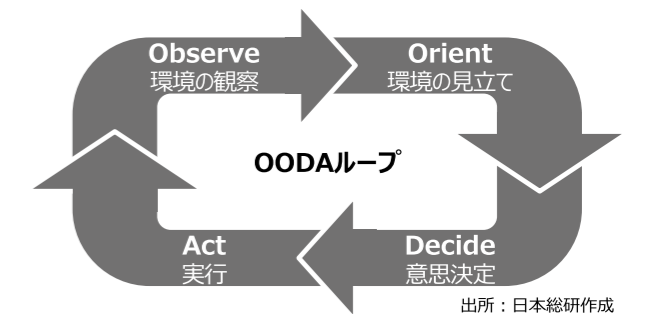 Observe
環境の観察
Orient
環境の見立て
OODAループ
Act
実行
Decide
意思決定
出所：日本総研作成